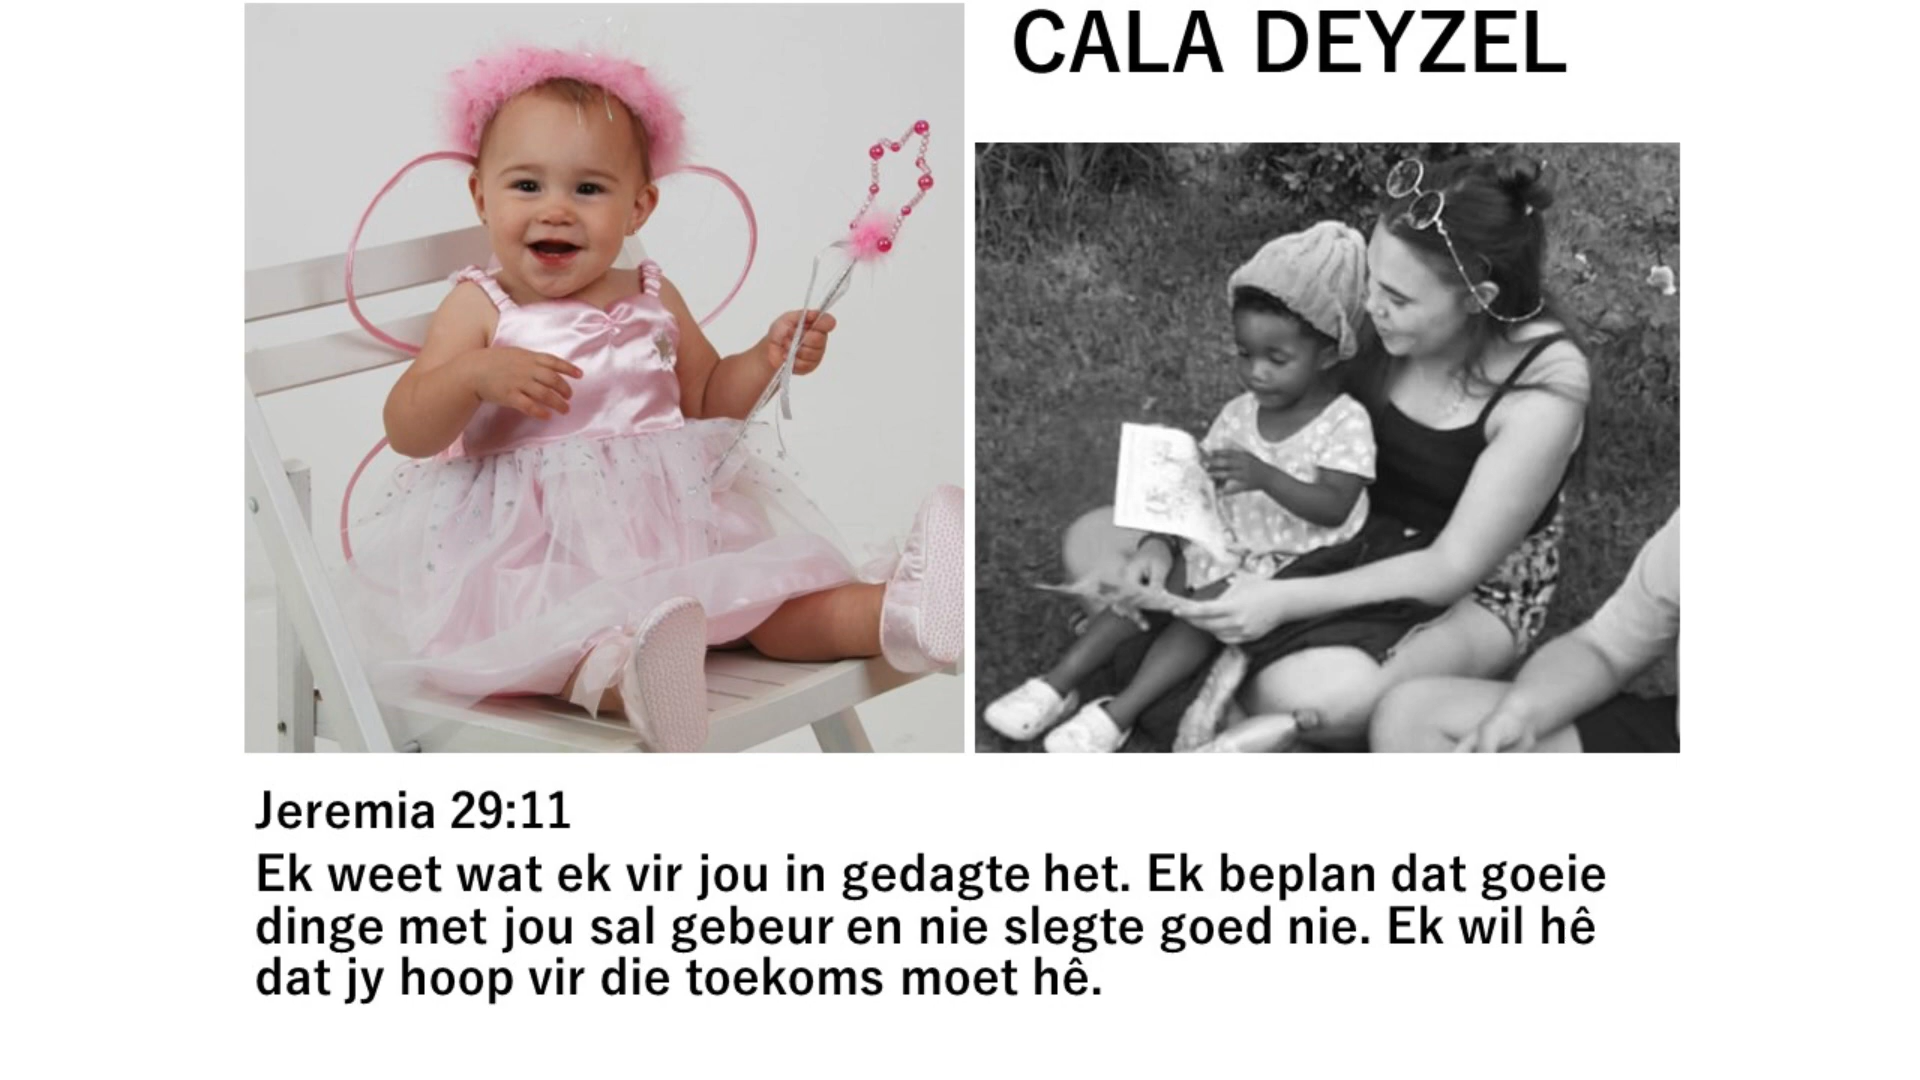 CALA DEYZEL
Jeremia 29:11
Ek weet wat ek vir jou in gedagte het. Ek beplan dat goeie
dinge met jou sal gebeur en nie slegte goed nie. Ek wil hê
dat jy hoop vir die toekoms moet hê.